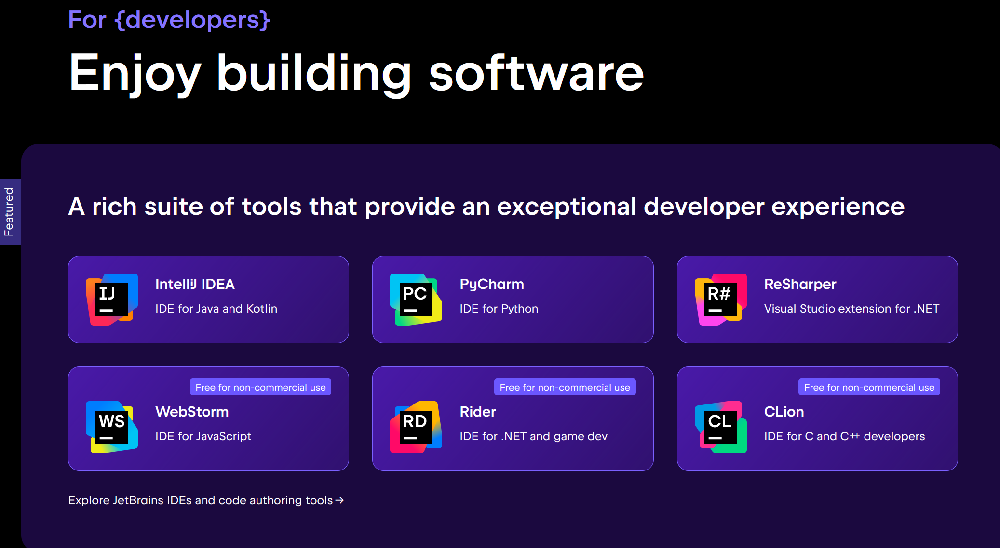 For {developers}
Enjoy building software
Featured
A rich suite of tools that provide an exceptional developer experience
IJ
IntelliJ IDEA
IDE for Java and Kotlin
PC
PyCharm
IDE for Python
R#
ReSharper
Visual Studio extension for .NET
Free for non-commercial use
WS
WebStorm
IDE for JavaScript
Free for non-commercial use
RD
Rider
IDE for .NET and game dev
Free for non-commercial use
CL
CLion
IDE for C and C++ developers
Explore JetBrains IDEs and code authoring tools →